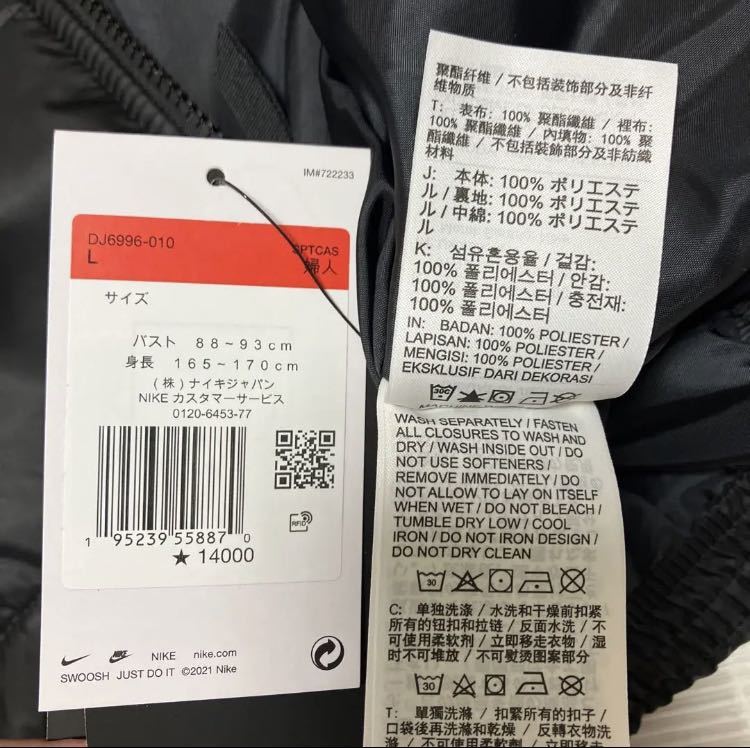 IM#722233
DJ6996-010
L
SPTCAS
婦人
サイズ
バスト 88~93cm
身長 165~170cm
(株)ナイキジャパン
NIKE カスタマーサービス
0120-6453-77
1 95239 55887 0
★14000
RFID
NIKE nike.com
SWOOSH JUST DO IT ©2021 Nike
聚酯纤维 / 不包括装饰部分及非纤
维物质
T: 表布: 100% 聚酯纖維 / 裡布:
100% 聚酯纖維 / 內填物: 100% 聚
酯纖維 / 不包括裝飾部分及非紡織
材料
J: 本体: 100% ポリエステ
ル / 裏地: 100% ポリエステ
ル / 中綿: 100% ポリエステ
ル
K: 섬유혼용율 / 겉감:
100% 폴리에스터 / 안감:
100% 폴리에스터 / 충전재:
100% 폴리에스터
IN: BADAN: 100% POLIESTER /
LAPISAN: 100% POLIESTER /
MENGISI: 100% POLIESTER /
EKSKLUSIF DARI DEKORASI
30C
WASH SEPARATELY / FASTEN
ALL CLOSURES TO WASH AND
DRY / WASH INSIDE OUT / DO
NOT USE SOFTENERS /
REMOVE IMMEDIATELY / DO
NOT ALLOW TO LAY ON ITSELF
WHEN WET / DO NOT BLEACH /
TUMBLE DRY LOW / COOL
IRON / DO NOT IRON DESIGN /
DO NOT DRY CLEAN
30
C: 单独洗涤 / 水洗和干燥前扣紧
所有的钮扣和拉链 / 反面水洗 / 不
可使用柔软剂 / 立即移走衣物 / 湿
时不可堆放 / 不可熨烫图案部分
30
T: 單獨洗滌 / 扣緊所有的扣子 /
口袋後再洗滌和乾燥 / 反轉衣物洗